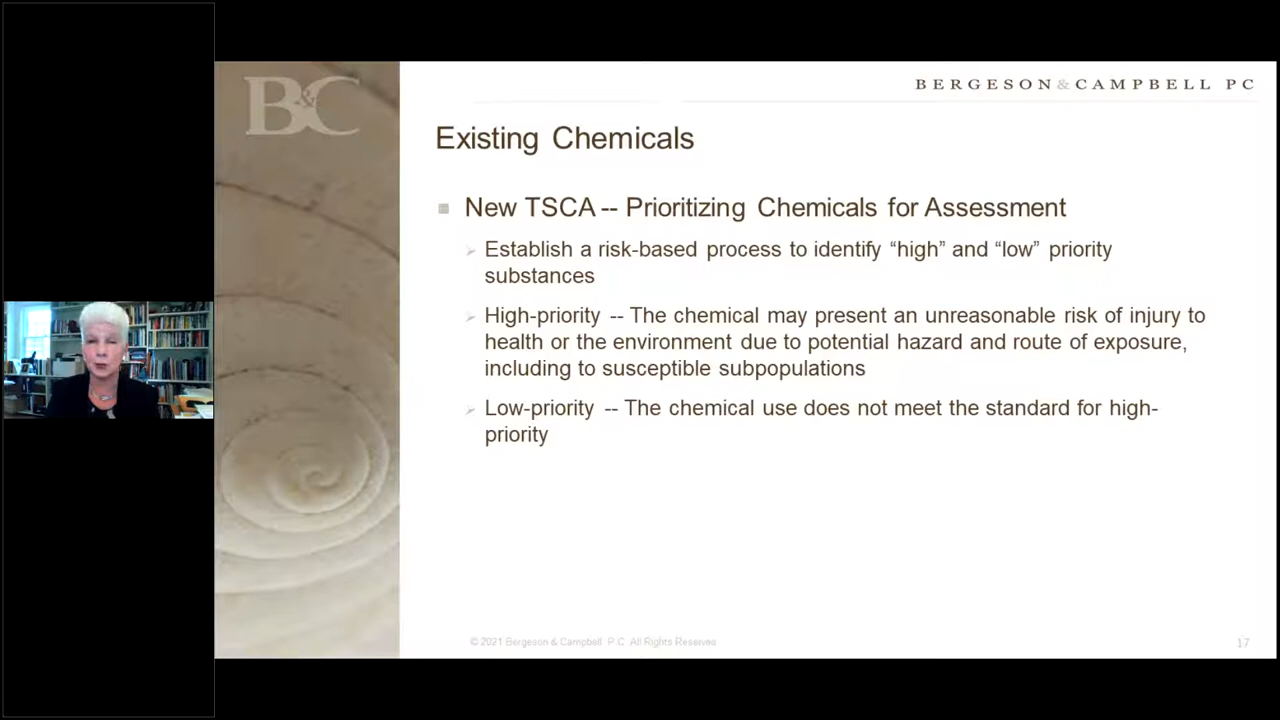 B&C
BERGESON&CAMPBELL PC
Existing Chemicals
New TSCA -- Prioritizing Chemicals for Assessment
Establish a risk-based process to identify “high” and “low” priority
substances
High-priority -- The chemical may present an unreasonable risk of injury to
health or the environment due to potential hazard and route of exposure,
including to susceptible subpopulations
Low-priority -- The chemical use does not meet the standard for high-
priority
© 2021 Bergeson & Campbell P.C. All Rights Reserved
17